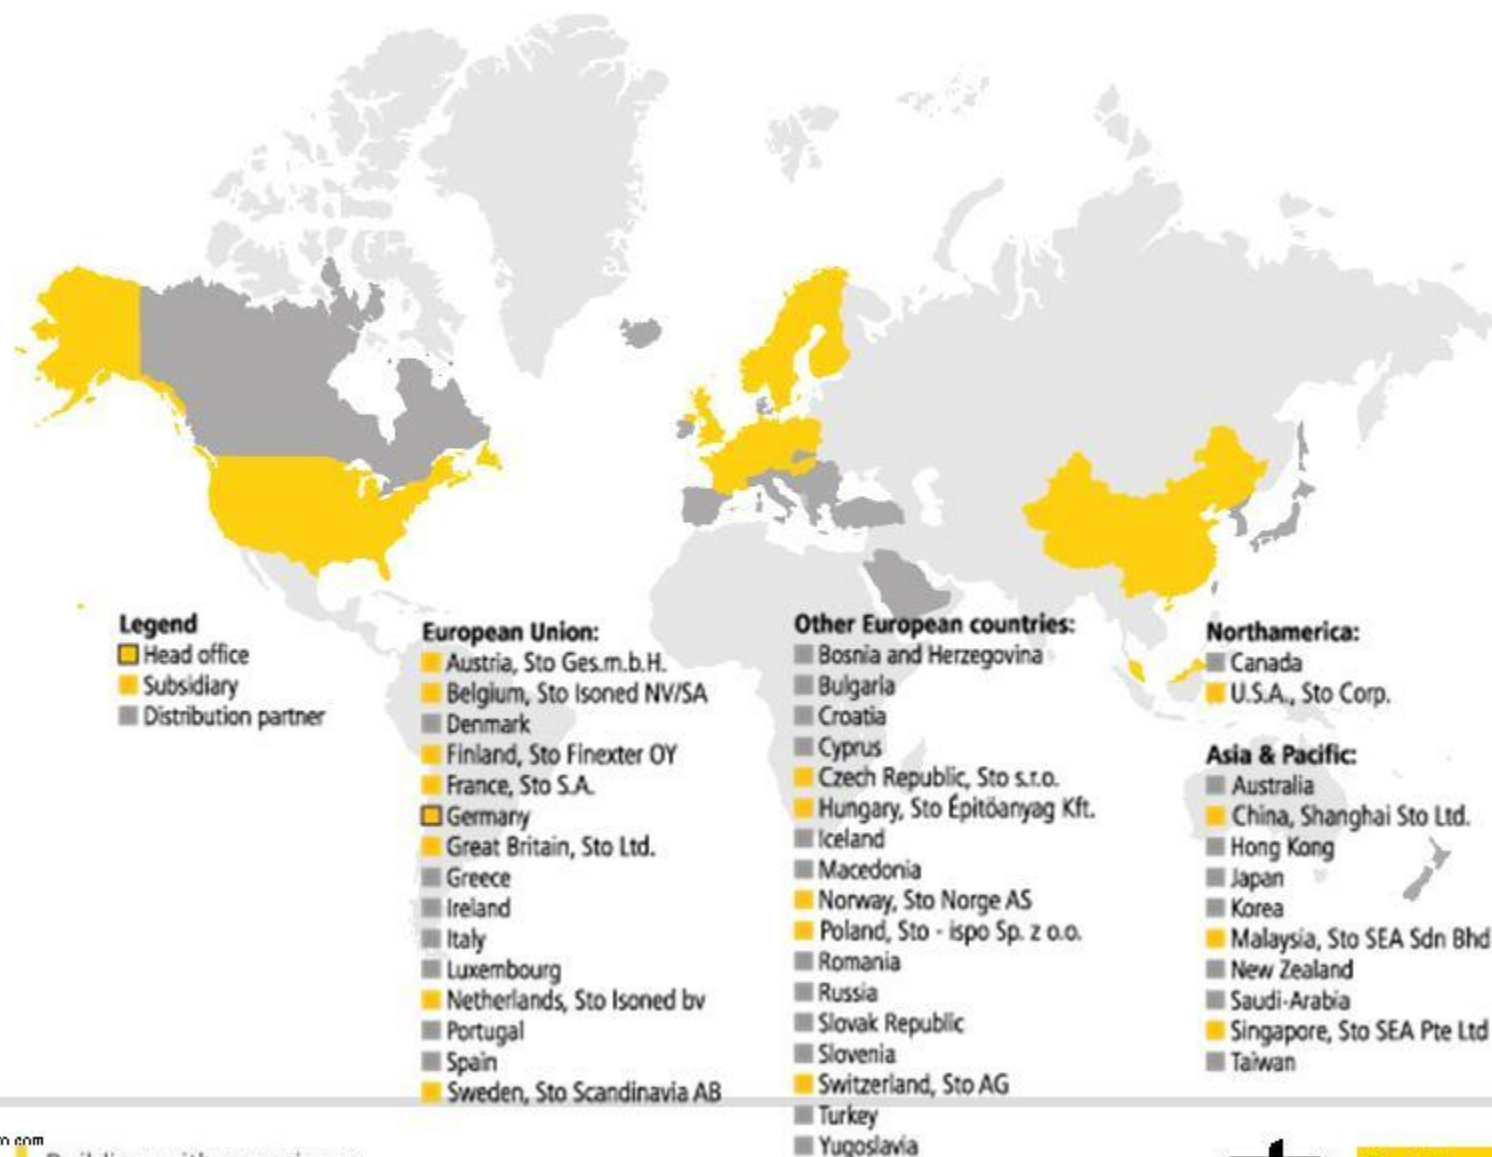 Legend
Head office
Subsidiary
Distribution partner
European Union:
Austria, Sto Ges.m.b.H.
Belgium, Sto Isoned NV/SA
Denmark
Finland, Sto Finexter OY
France, Sto S.A.
Germany
Great Britain, Sto Ltd.
Greece
Ireland
Italy
Luxembourg
Netherlands, Sto Isoned bv
Portugal
Spain
Sweden, Sto Scandinavia AB
Other European countries:
Bosnia and Herzegovina
Bulgaria
Croatia
Cyprus
Czech Republic, Sto s.r.o.
Hungary, Sto Építöanyag Kft.
Iceland
Macedonia
Norway, Sto Norge AS
Poland, Sto - ispo Sp. z o.o.
Romania
Russia
Slovak Republic
Slovenia
Switzerland, Sto AG
Turkey
Yugoslavia
Northamerica:
Canada
U.S.A., Sto Corp.
Asia & Pacific:
Australia
China, Shanghai Sto Ltd.
Hong Kong
Japan
Korea
Malaysia, Sto SEA Sdn Bhd
New Zealand
Saudi-Arabia
Singapore, Sto SEA Pte Ltd
Taiwan